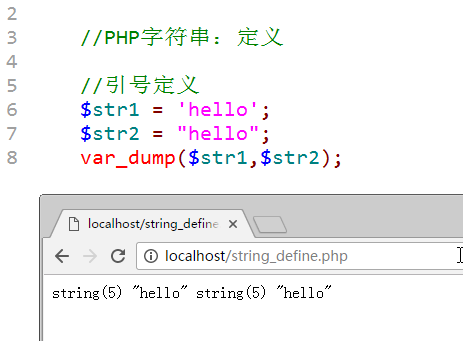 2
3 //PHP字符串：定义
4
5 //引号定义
6 $str1 = 'hello';
7 $str2 = "hello";
8 var_dump($str1,$str2);
localhost/string_define
localhost/string_define.php
string(5) "hello" string(5) "hello"